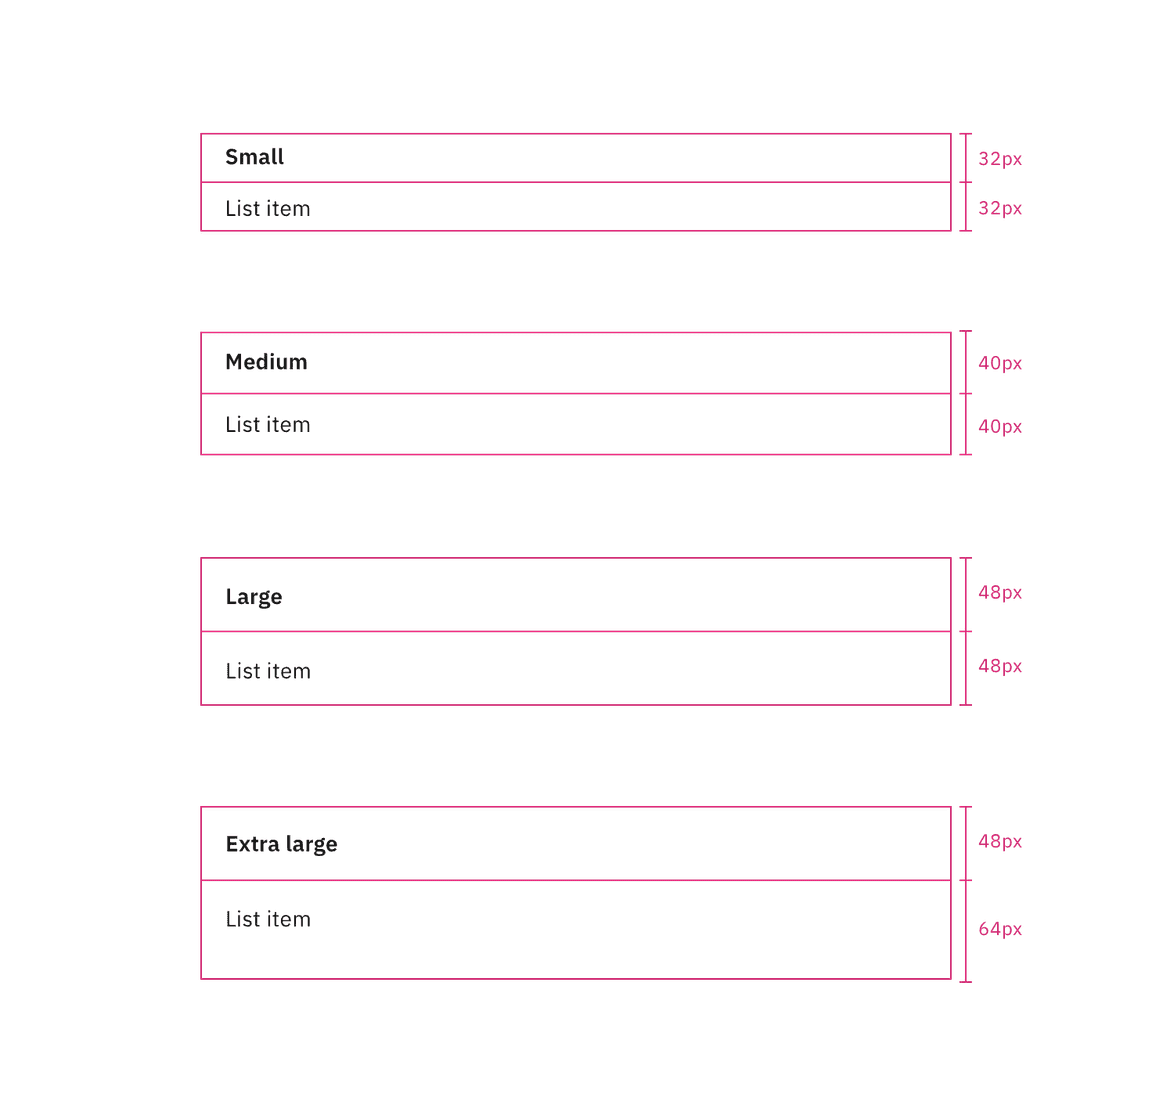 Small
32px
List item
32px
Medium
40px
List item
40px
Large
48px
List item
48px
Extra large
48px
List item
64px